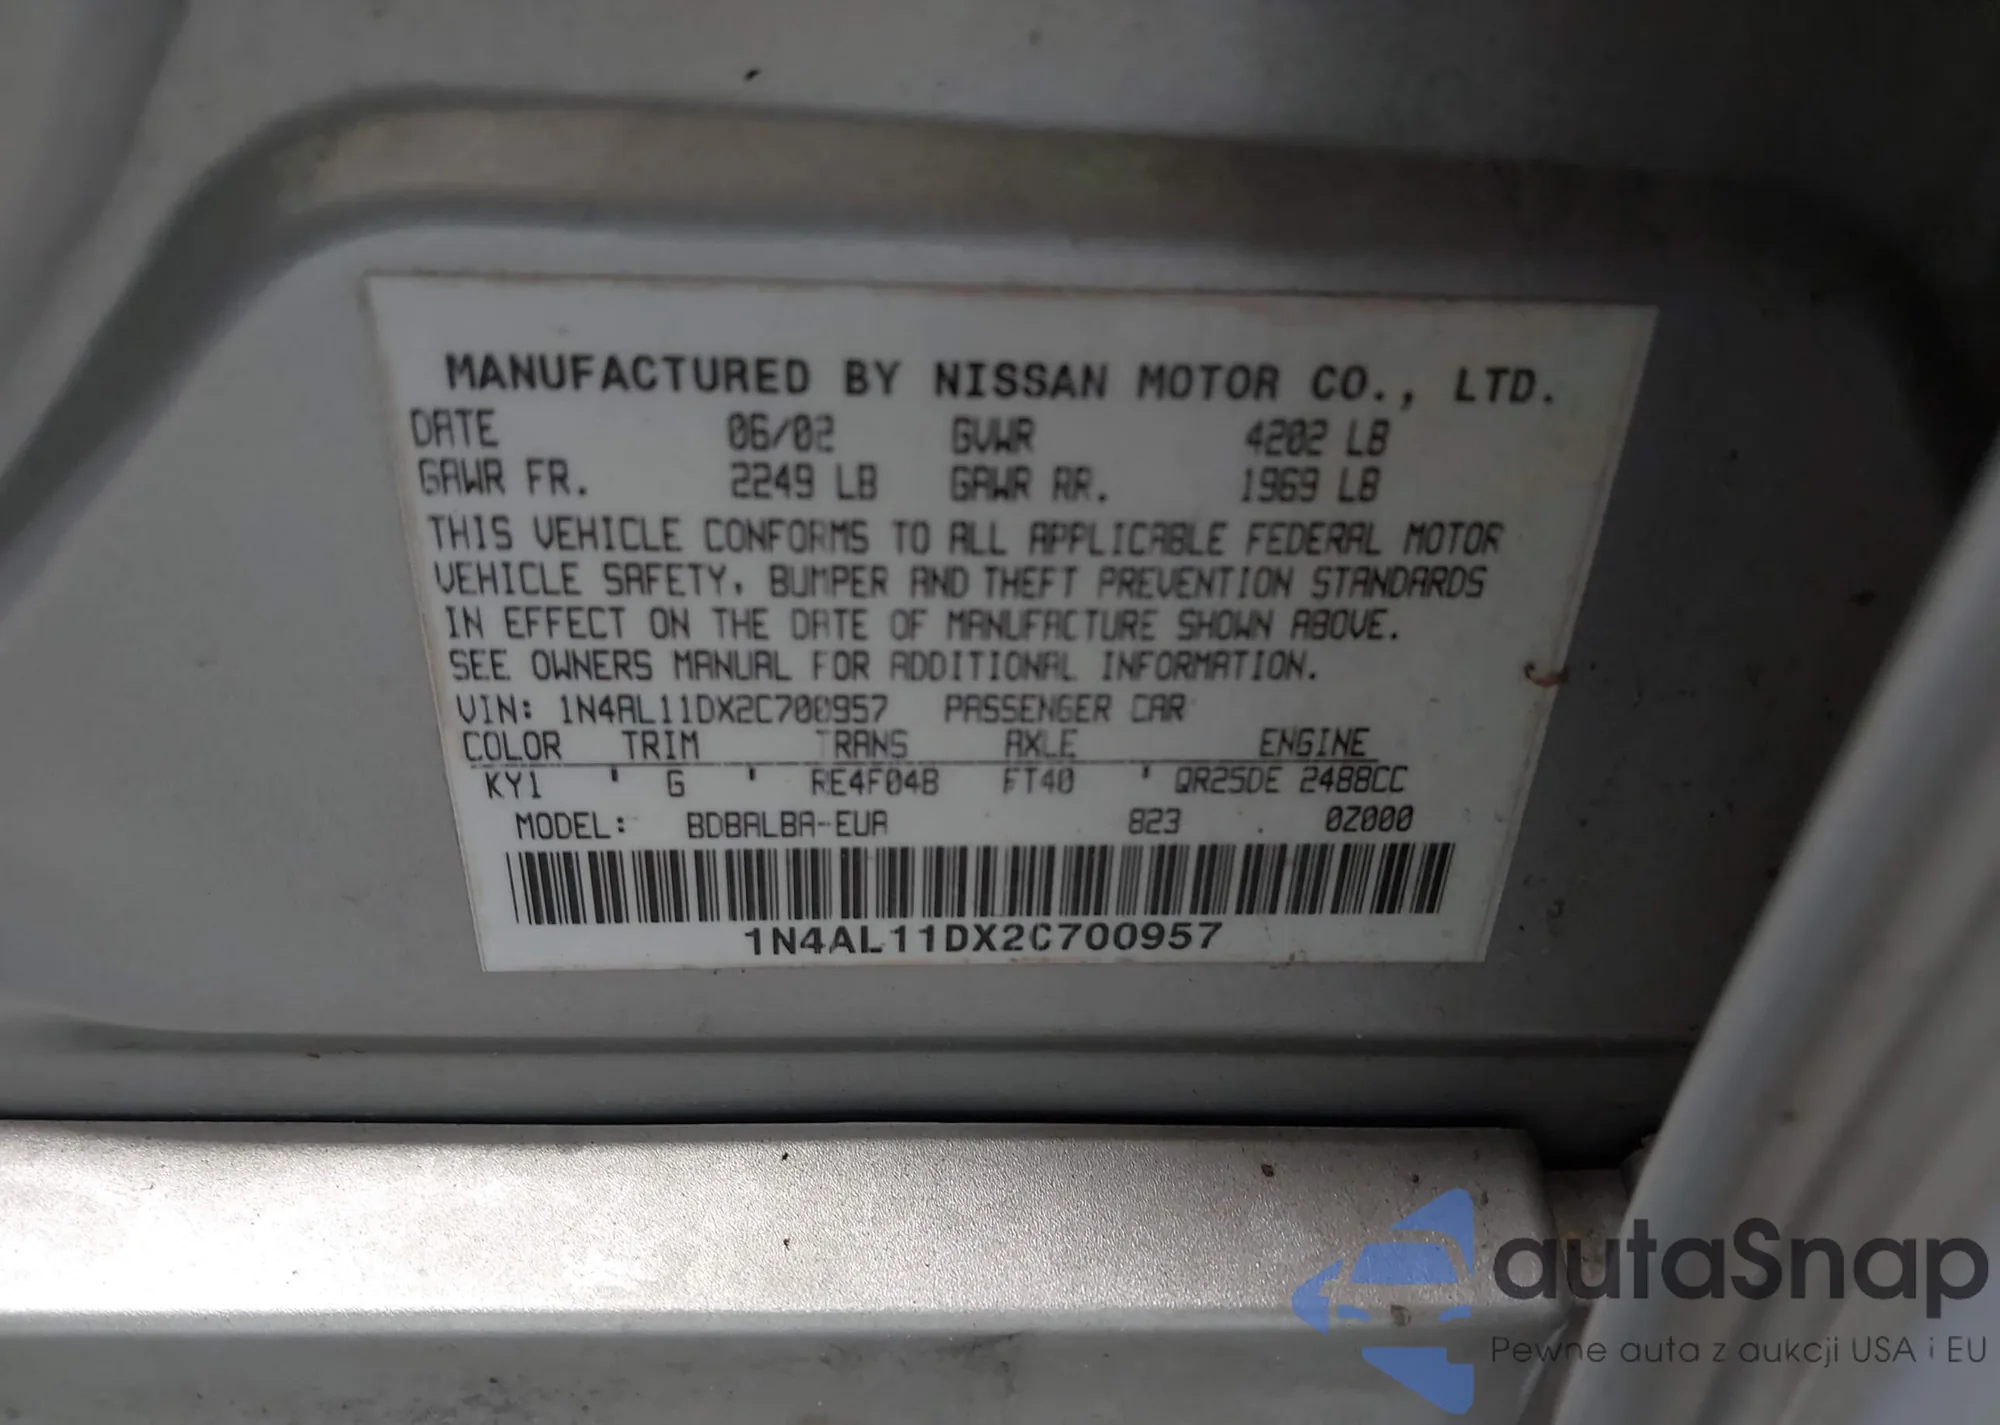 MANUFACTURED BY NISSAN MOTOR CO., LTD.
DATE 06/02 GVWR 4202 LB
GAWR FR. 2249 LB GAWR RR. 1969 LB
THIS VEHICLE CONFORMS TO ALL APPLICABLE FEDERAL MOTOR
VEHICLE SAFETY, BUMPER AND THEFT PREVENTION STANDARDS
IN EFFECT ON THE DATE OF MANUFACTURE SHOWN ABOVE.
SEE OWNERS MANUAL FOR ADDITIONAL INFORMATION.
VIN: 1N4AL11DX2C700957 PASSENGER CAR
COLOR TRIM TRANS AXLE ENGINE
KY1 ' G ' RE4F04B FT40 ' QR25DE 2488CC
MODEL: BDBALBA-EUA 823 . 0Z000
1N4AL11DX2C700957
autaSnap
Pewne auta z aukcji USA i EU